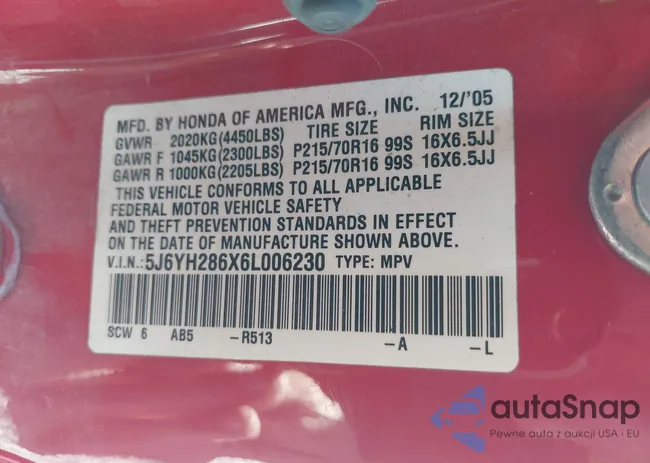 MFD. BY HONDA OF AMERICA MFG., INC. 12/'05
GVWR 2020KG(4450LBS) TIRE SIZE RIM SIZE
GAWR F 1045KG(2300LBS) P215/70R16 99S 16X6.5JJ
GAWR R 1000KG(2205LBS) P215/70R16 99S 16X6.5JJ
THIS VEHICLE CONFORMS TO ALL APPLICABLE
FEDERAL MOTOR VEHICLE SAFETY
AND THEFT PREVENTION STANDARDS IN EFFECT
ON THE DATE OF MANUFACTURE SHOWN ABOVE.
V.I.N.:5J6YH286X6L006230 TYPE: MPV
SCW 6 AB5 -R513 -A -L
autaSnap
Pewne auta z aukcji USA i EU